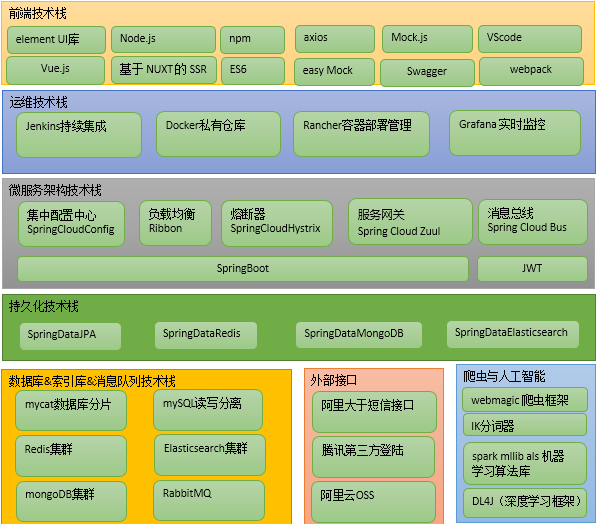 前端技术栈
element UI库
Node.js
npm
axios
Mock.js
VScode
Vue.js
基于 NUXT 的 SSR
ES6
easy Mock
Swagger
webpack
运维技术栈
Jenkins持续集成
Docker私有仓库
Rancher容器部署管理
Grafana 实时监控
微服务架构技术栈
集中配置中心
SpringCloudConfig
负载均衡
Ribbon
熔断器
SpringCloudHystrix
服务网关
Spring Cloud Zuul
消息总线
Spring Cloud Bus
SpringBoot
JWT
持久化技术栈
SpringDataJPA
SpringDataRedis
SpringDataMongoDB
SpringDataElasticsearch
数据库&索引库&消息队列技术栈
mycat数据库分片
mySQL读写分离
Redis集群
Elasticsearch集群
mongoDB集群
RabbitMQ
外部接口
阿里大于短信接口
腾讯第三方登陆
阿里云OSS
爬虫与人工智能
webmagic 爬虫框架
IK分词器
spark mllib als 机器
学习算法库
DL4J（深度学习框架）